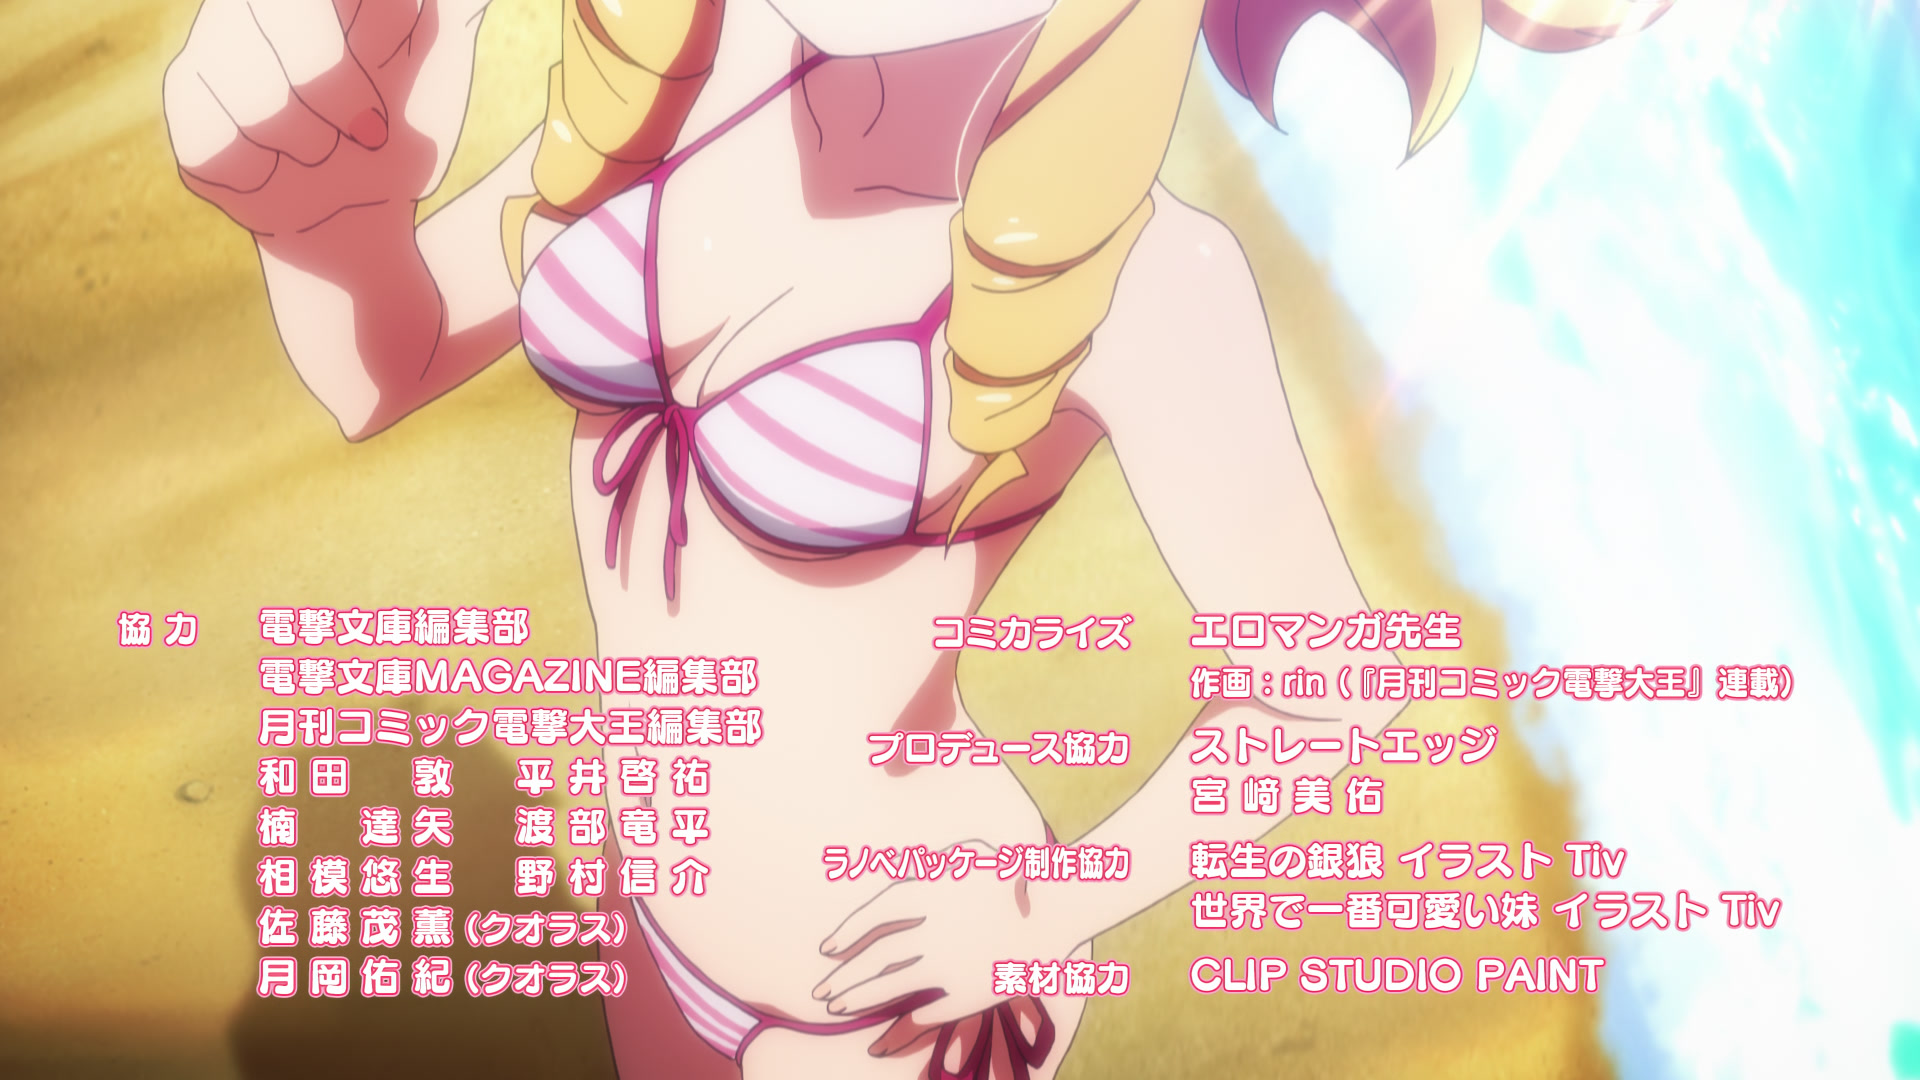 協力 電撃文庫編集部
電撃文庫MAGAZINE編集部
月刊コミック電撃大王編集部
和田 敦 平井啓祐
楠 達矢 渡部竜平
相模悠生 野村信介
佐藤茂薫(クオラス)
月岡佑紀(クオラス)
コミカライズ エロマンガ先生
作画：rin（『月刊コミック電撃大王』連載）
プロデュース協力 ストレートエッジ
宮﨑美佑
ラノベパッケージ制作協力 転生の銀狼 イラスト Tiv
世界で一番可愛い妹 イラスト Tiv
素材協力 CLIP STUDIO PAINT